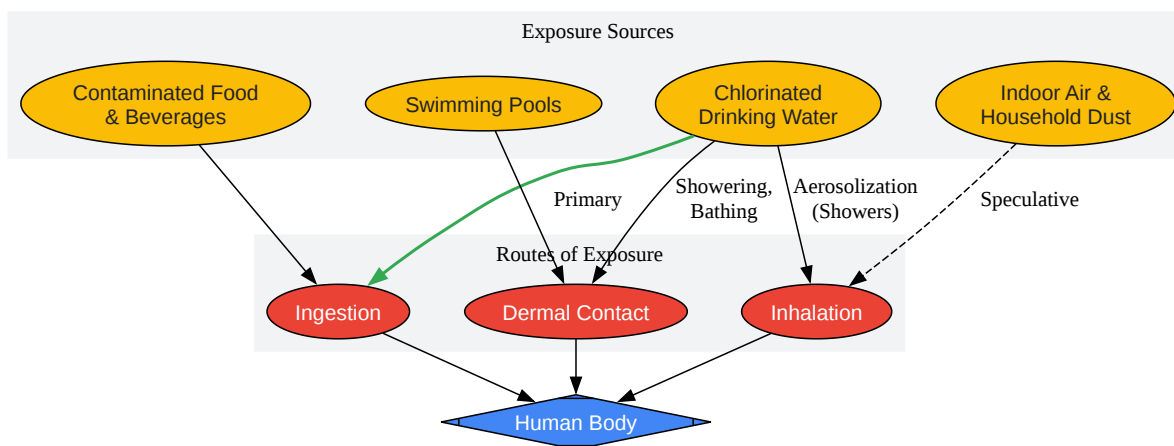 Exposure Sources
Contaminated Food
& Beverages
Swimming Pools
Chlorinated
Drinking Water
Indoor Air &
Household Dust
Primary
Showering,
Bathing
Aerosolization
(Showers)
Speculative
Routes of Exposure
Ingestion
Dermal Contact
Inhalation
Human Body